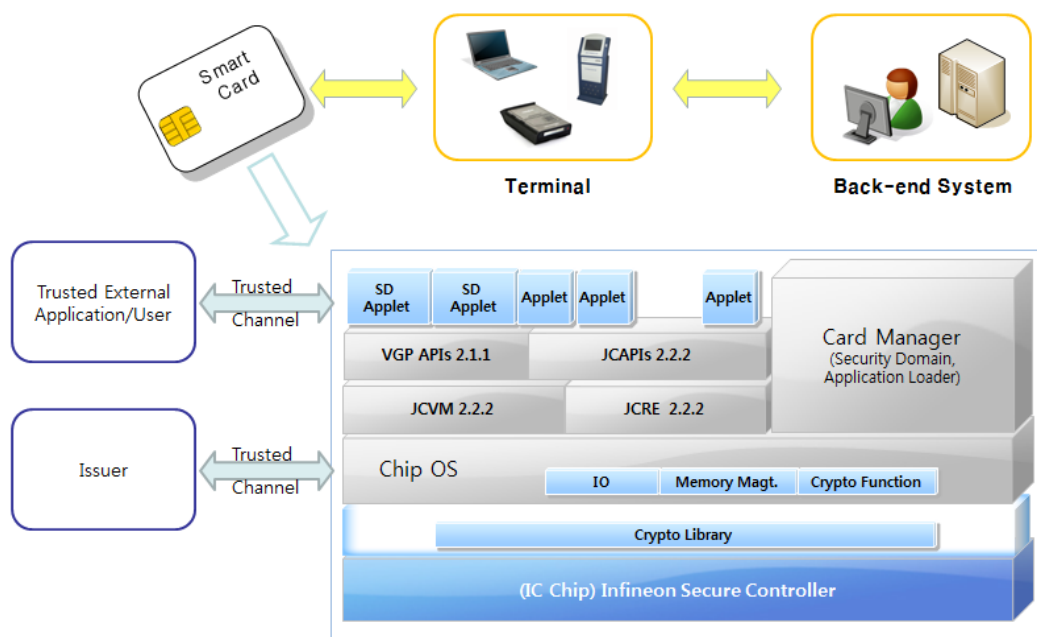 Smart
Card
Terminal
Back-end System
Trusted External
Application/User
Trusted
Channel
SD
Applet
SD
Applet
Applet
Applet
Applet
Card Manager
(Security Domain,
Application Loader)
VGP APIs 2.1.1
JCAPIs 2.2.2
JCVM 2.2.2
JCRE 2.2.2
Issuer
Trusted
Channel
Chip OS
IO
Memory Magt.
Crypto Function
Crypto Library
(IC Chip) Infineon Secure Controller